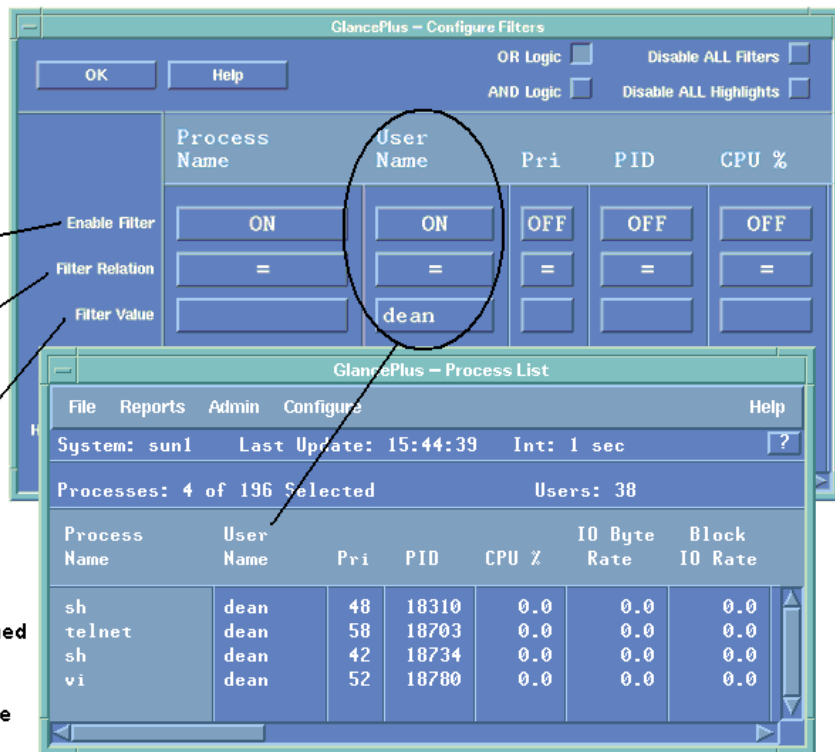 GlancePlus – Configure Filters
OK Help OR Logic Disable ALL Filters
AND Logic Disable ALL Highlights
Process Name User Name Pri PID CPU %
Enable Filter ON ON OFF OFF OFF
Filter Relation = = = = =
Filter Value dean
GlancePlus – Process List
File Reports Admin Configure Help
System: sun1 Last Update: 15:44:39 Int: 1 sec ?
Processes: 4 of 196 Selected Users: 38
Process Name User Name Pri PID CPU % IO Byte Rate Block IO Rate
sh dean 48 18310 0.0 0.0 0.0
telnet dean 58 18703 0.0 0.0 0.0
sh dean 42 18734 0.0 0.0 0.0
vi dean 52 18780 0.0 0.0 0.0